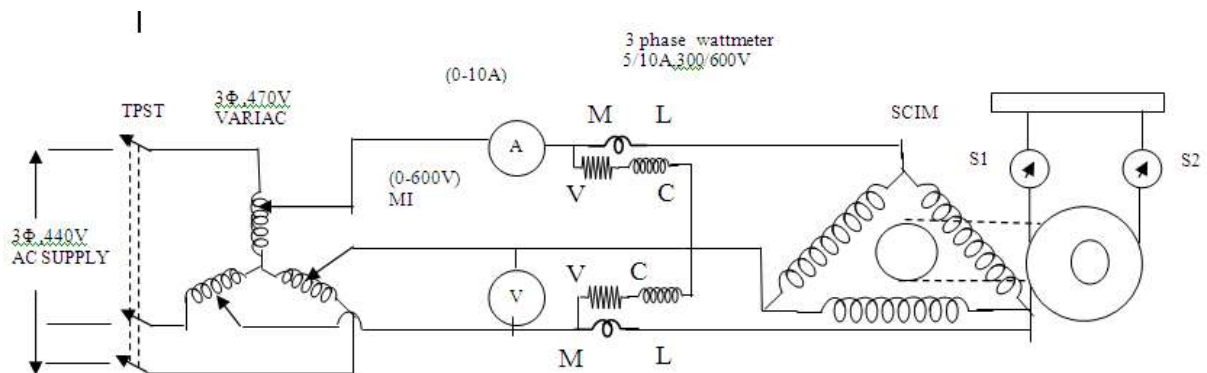 3 phase wattmeter
5/10A,300/600V
(0-10A)
3Φ,470V
VARIAC
TPST
M L
SCIM
A
S1
S2
(0-600V)
MI
V C
3Φ,440V
AC SUPPLY
V C
V
M L